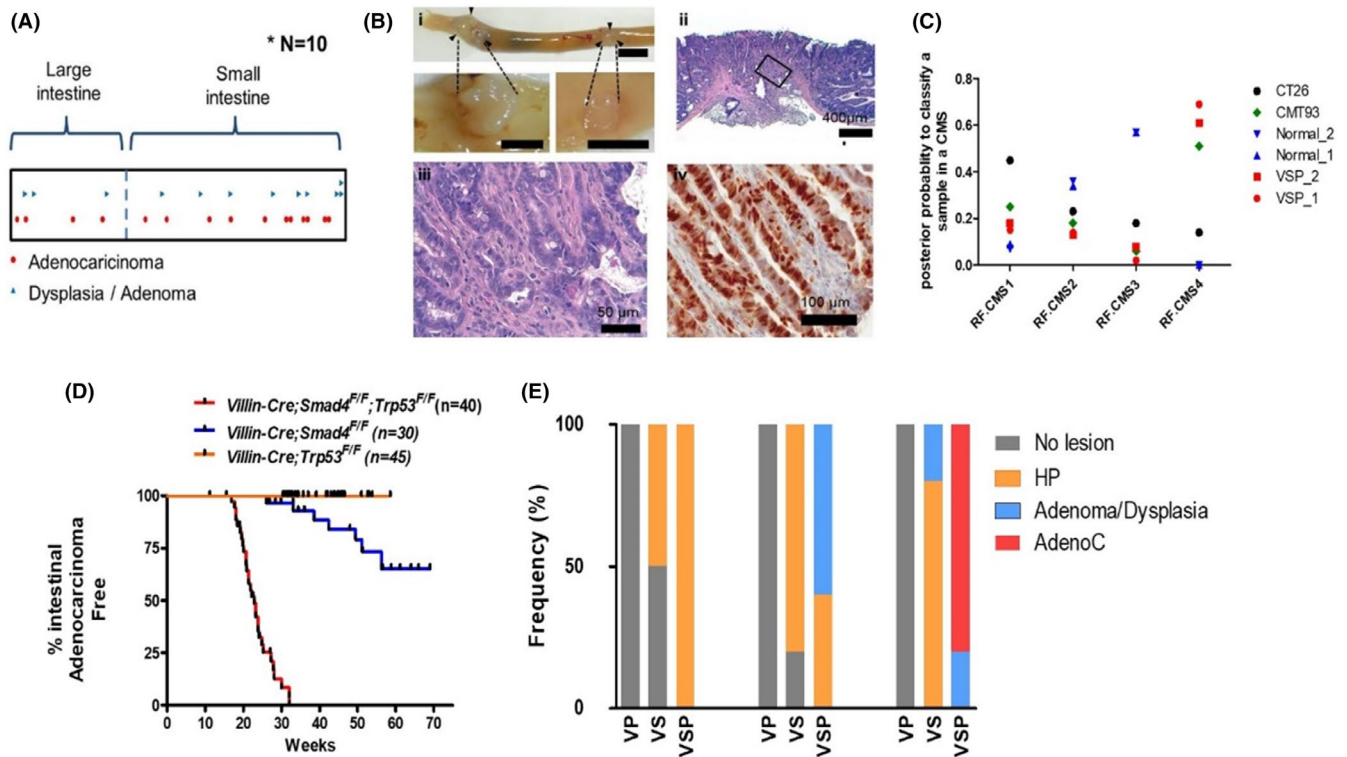 (A)
* N=10
Large
intestine
Small
intestine
Adenocaricinoma
Dysplasia / Adenoma
(B)
i
ii
400µm
iii
50 µm
iv
100 µm
(C)
posterior probablity to classify a
sample in a CMS
0.8
0.6
0.4
0.2
0.0
RF.CMS1
RF.CMS2
RF.CMS3
RF.CMS4
CT26
CMT93
Normal_2
Normal_1
VSP_2
VSP_1
(D)
Villin-Cre;Smad4F/F;Trp53F/F(n=40)
Villin-Cre;Smad4F/F (n=30)
Villin-Cre;Trp53F/F (n=45)
% intestinal
Adenocarcinoma
Free
100
75
50
25
0
0 10 20 30 40 50 60 70
Weeks
(E)
Frequency (%)
100
50
0
VP VS VSP VP VS VSP VP VS VSP
No lesion
HP
Adenoma/Dysplasia
AdenoC